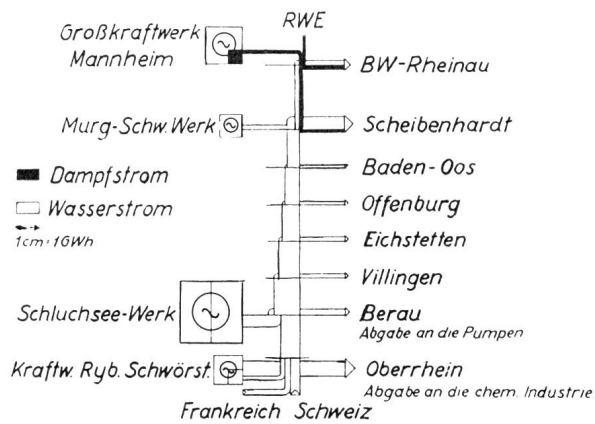 RWE
Großkraftwerk
Mannheim
BW-Rheinau
Murg-Schw.Werk
Scheibenhardt
Dampfstrom
Wasserstrom
1cm=1GWh
Baden-Oos
Offenburg
Eichstetten
Villingen
Schluchsee-Werk
Berau
Abgabe an die Pumpen
Kraftw. Ryb. Schwörst.
Oberrhein
Abgabe an die chem. Industrie
Frankreich Schweiz